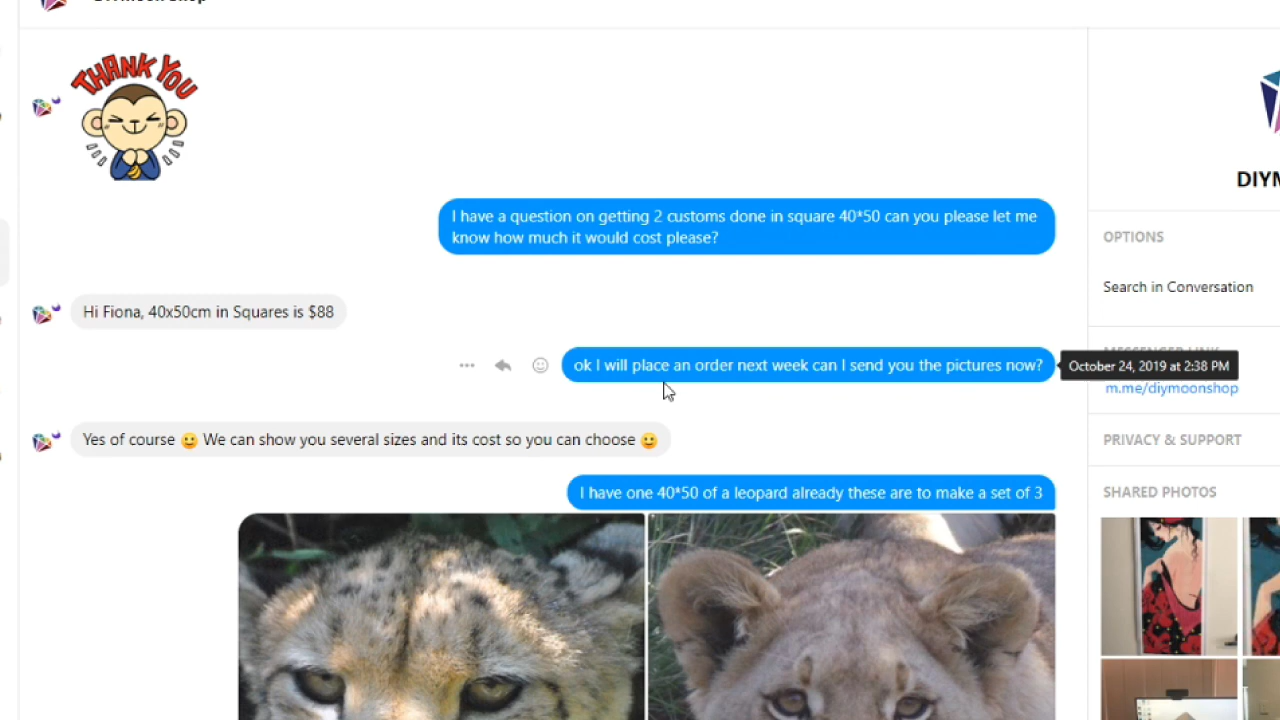 THANK YOU
I have a question on getting 2 customs done in square 40*50 can you please let me
know how much it would cost please?
Hi Fiona, 40x50cm in Squares is $88
ok I will place an order next week can I send you the pictures now?
October 24, 2019 at 2:38 PM
Yes of course 🙂 We can show you several sizes and its cost so you can choose 🙂
I have one 40*50 of a leopard already these are to make a set of 3
DIYM
OPTIONS
Search in Conversation
m.me/diymoonshop
PRIVACY & SUPPORT
SHARED PHOTOS